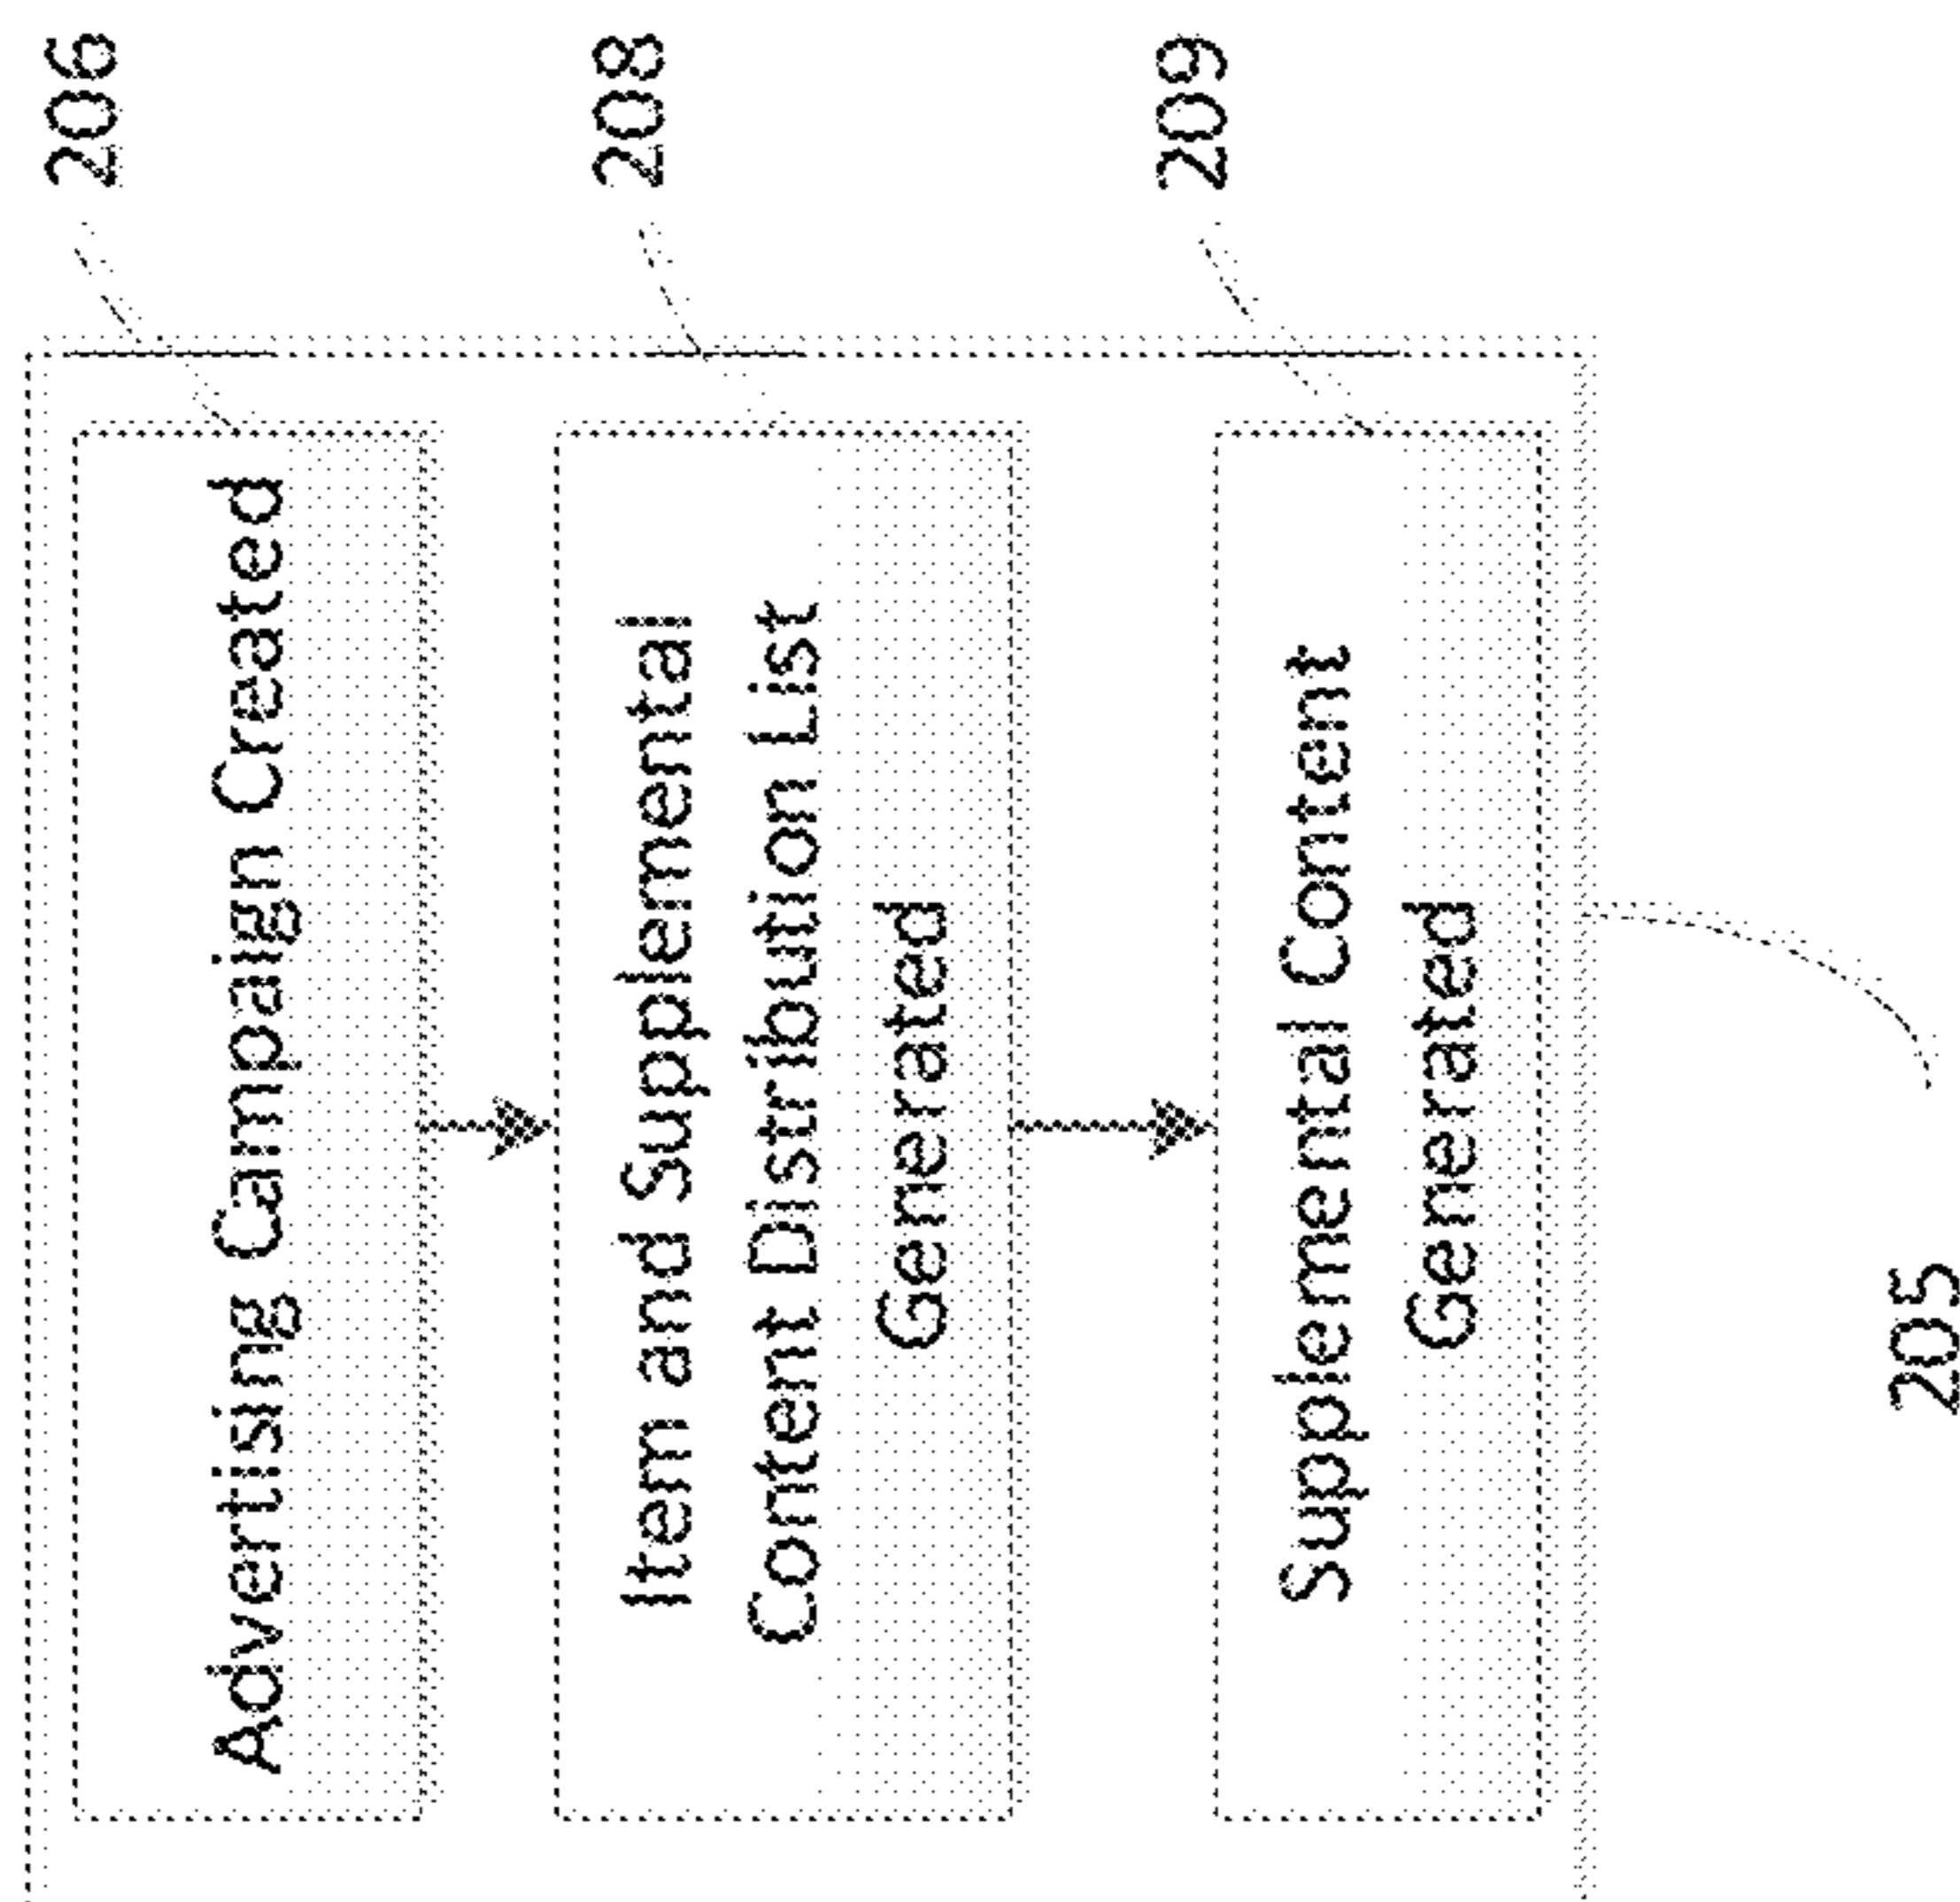 206
Advertising Campaign Created
208
Item and Supplemental
Content Distribution List
Generated
209
Supplemental Content
Generated
205